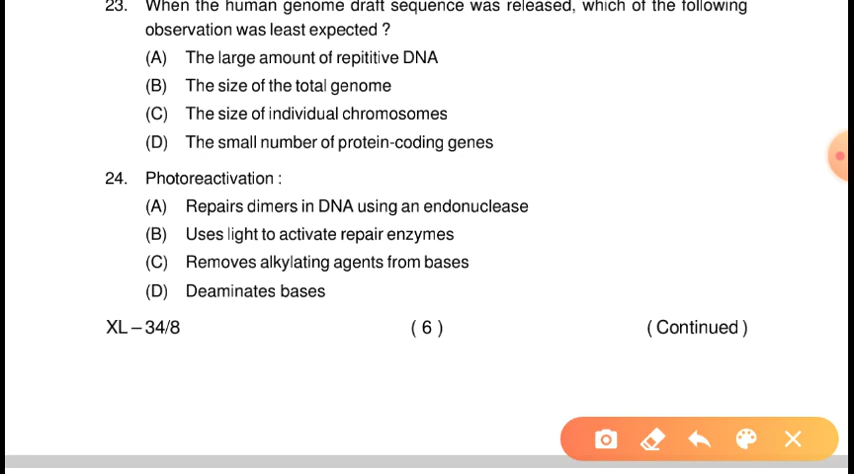 23. When the human genome draft sequence was released, which of the following
observation was least expected ?
(A) The large amount of repititive DNA
(B) The size of the total genome
(C) The size of individual chromosomes
(D) The small number of protein-coding genes
24. Photoreactivation :
(A) Repairs dimers in DNA using an endonuclease
(B) Uses light to activate repair enzymes
(C) Removes alkylating agents from bases
(D) Deaminates bases
XL – 34/8 ( 6 ) ( Continued )